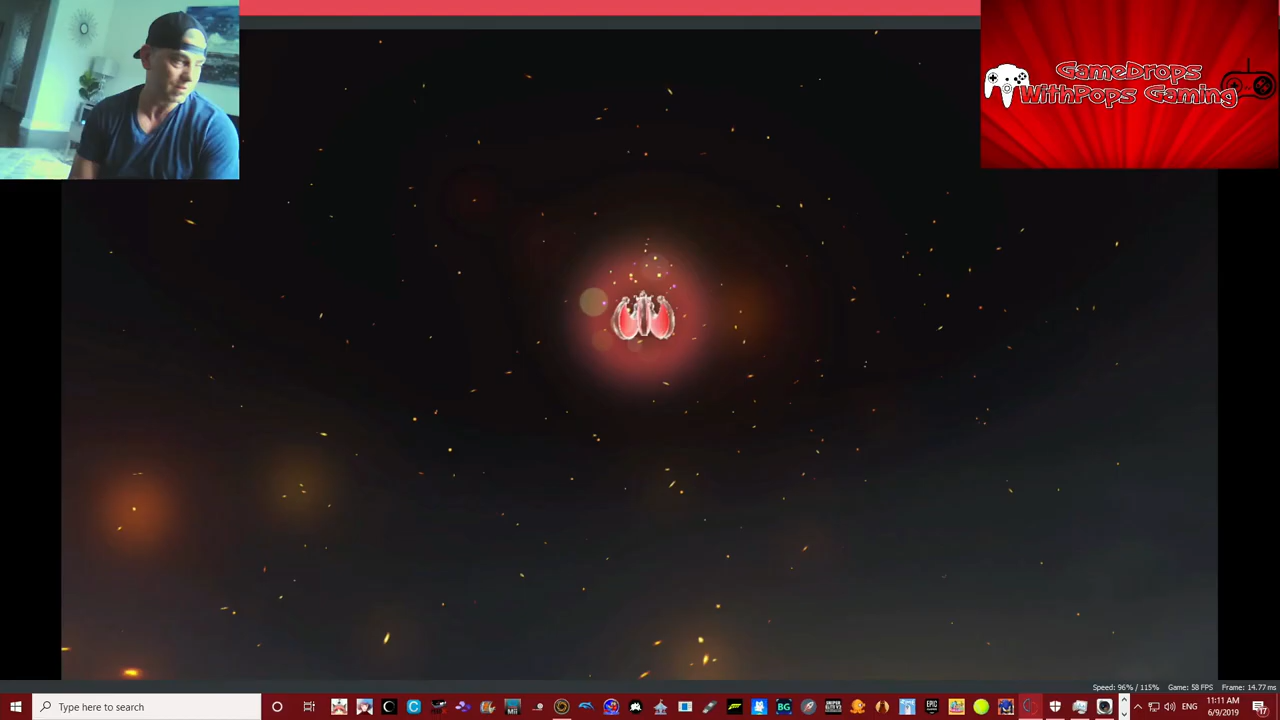 GameDrops
WithPops Gaming
Speed: 96% / 115% Game: 58 FPS Frame: 14.77 ms
Type here to search
ENG
11:11 AM
6/9/2019
17